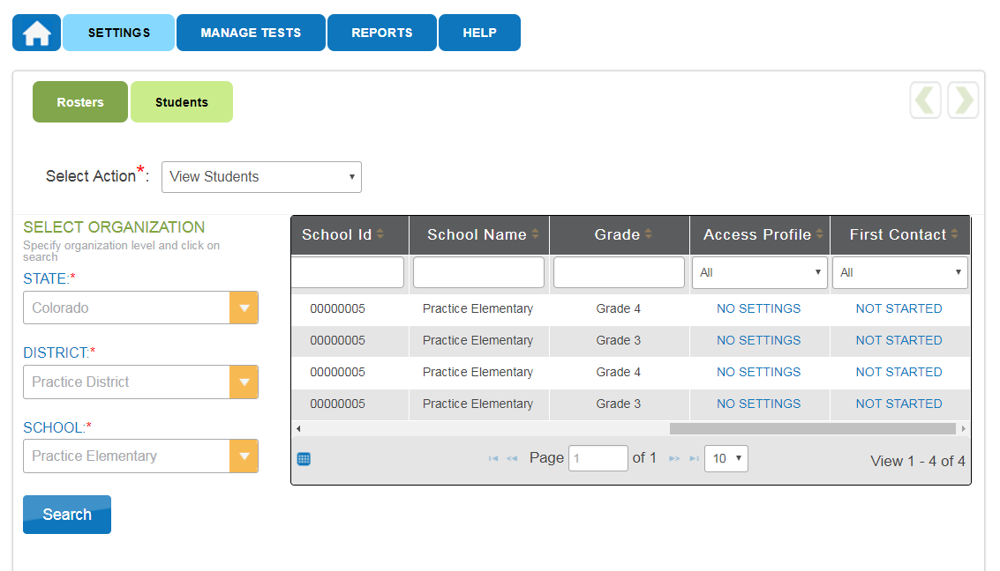 SETTINGS MANAGE TESTS REPORTS HELP
Rosters Students
Select Action*: View Students
SELECT ORGANIZATION
Specify organization level and click on
search
STATE:*
Colorado
DISTRICT:*
Practice District
SCHOOL:*
Practice Elementary
Search
School Id School Name Grade Access Profile First Contact
All All
00000005 Practice Elementary Grade 4 NO SETTINGS NOT STARTED
00000005 Practice Elementary Grade 3 NO SETTINGS NOT STARTED
00000005 Practice Elementary Grade 4 NO SETTINGS NOT STARTED
00000005 Practice Elementary Grade 3 NO SETTINGS NOT STARTED
Page 1 of 1 10 View 1 - 4 of 4